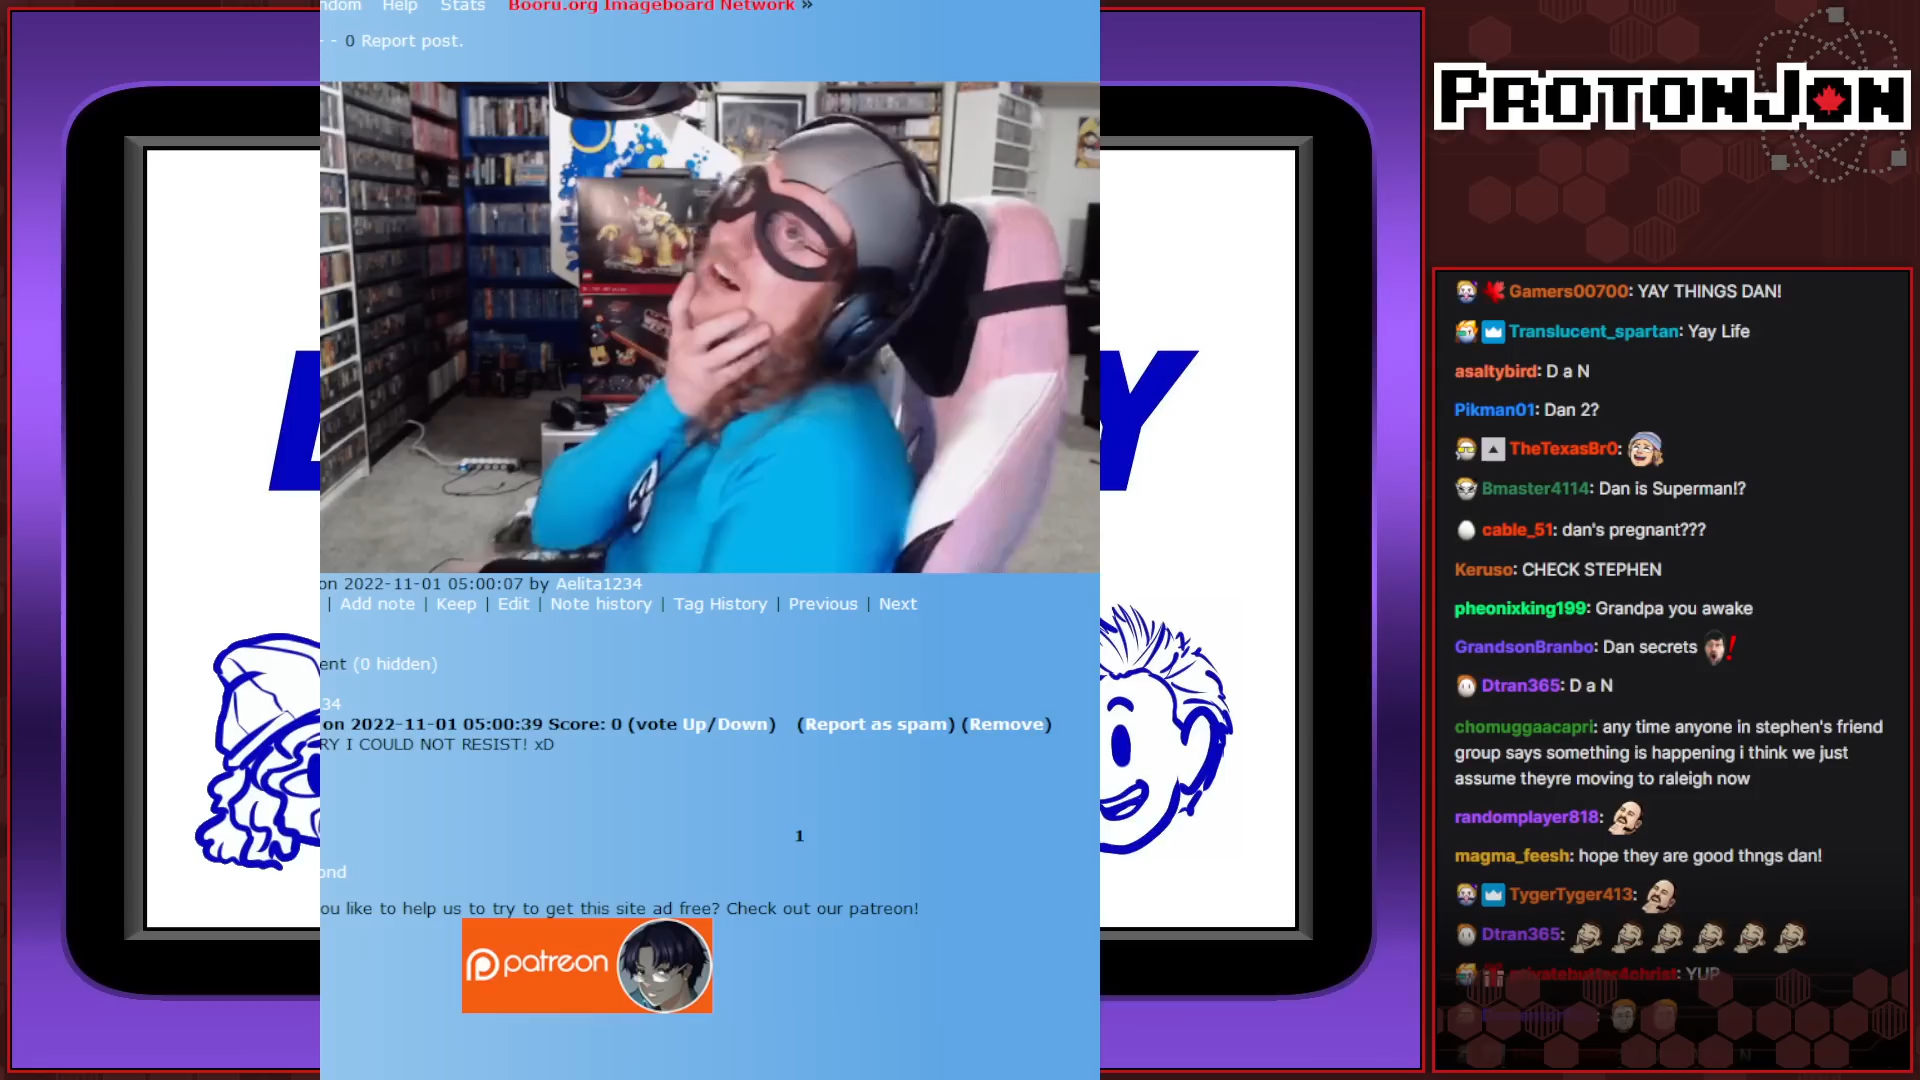 ndom Help Stats Booru.org Imageboard Network »
- - 0 Report post.
PROTONJON
on 2022-11-01 05:00:07 by Aelita1234
| Add note | Keep | Edit | Note history | Tag History | Previous | Next
ent (0 hidden)
34
on 2022-11-01 05:00:39 Score: 0 (vote Up/Down) (Report as spam) (Remove)
RY I COULD NOT RESIST! xD
1
ond
ou like to help us to try to get this site ad free? Check out our patreon!
patreon
Y
Gamers00700: YAY THINGS DAN!
Translucent_spartan: Yay Life
asaltybird: D a N
Pikman01: Dan 2?
TheTexasBr0:
Bmaster4114: Dan is Superman!?
cable_51: dan's pregnant???
Keruso: CHECK STEPHEN
pheonixking199: Grandpa you awake
GrandsonBranbo: Dan secrets
Dtran365: D a N
chomuggaacapri: any time anyone in stephen's friend
group says something is happening i think we just
assume theyre moving to raleigh now
randomplayer818:
magma_feesh: hope they are good thngs dan!
TygerTyger413:
Dtran365:
privatebutter4christ: YUP